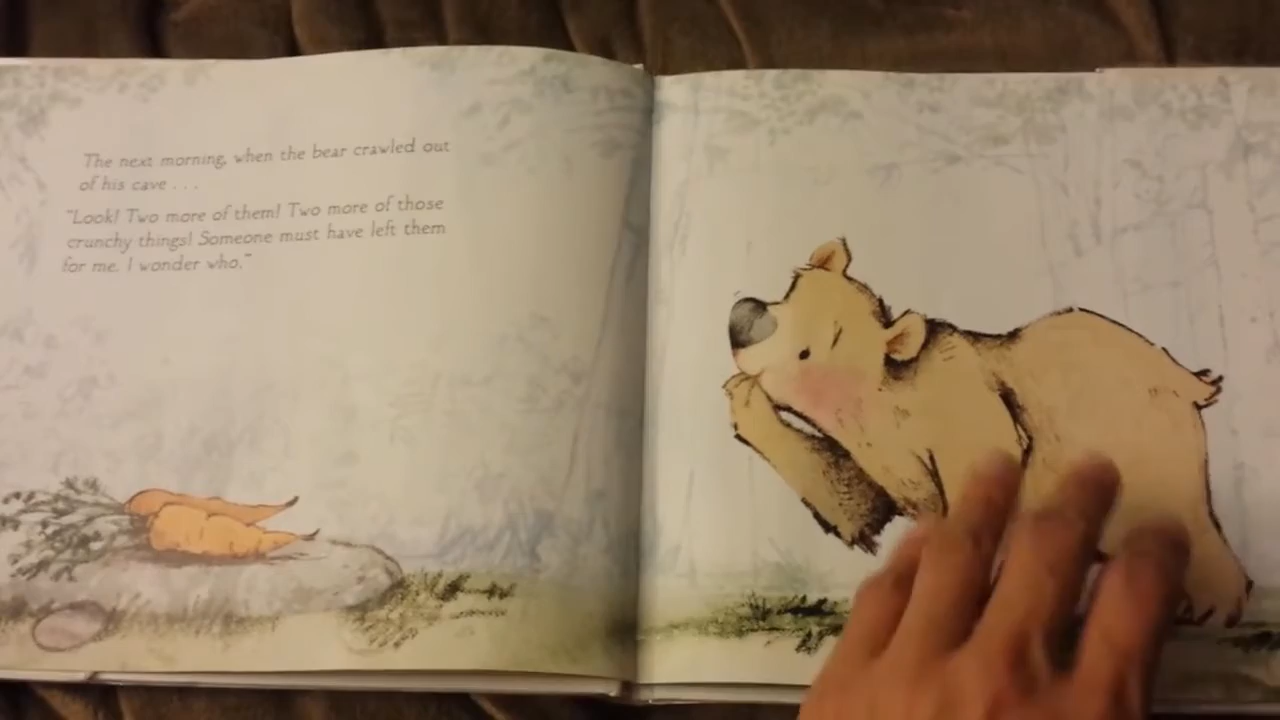 The next morning, when the bear crawled out
of his cave . . .
"Look! Two more of them! Two more of those
crunchy things! Someone must have left them
for me. I wonder who."